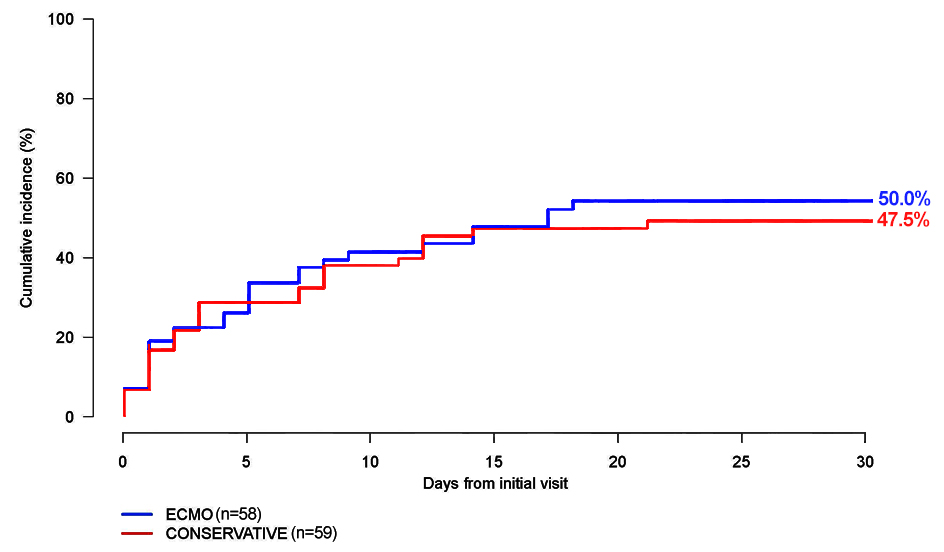 100
80
60
40
20
0
Cumulative incidence (%)
50.0%
47.5%
0 5 10 15 20 25 30
Days from initial visit
ECMO (n=58)
CONSERVATIVE (n=59)